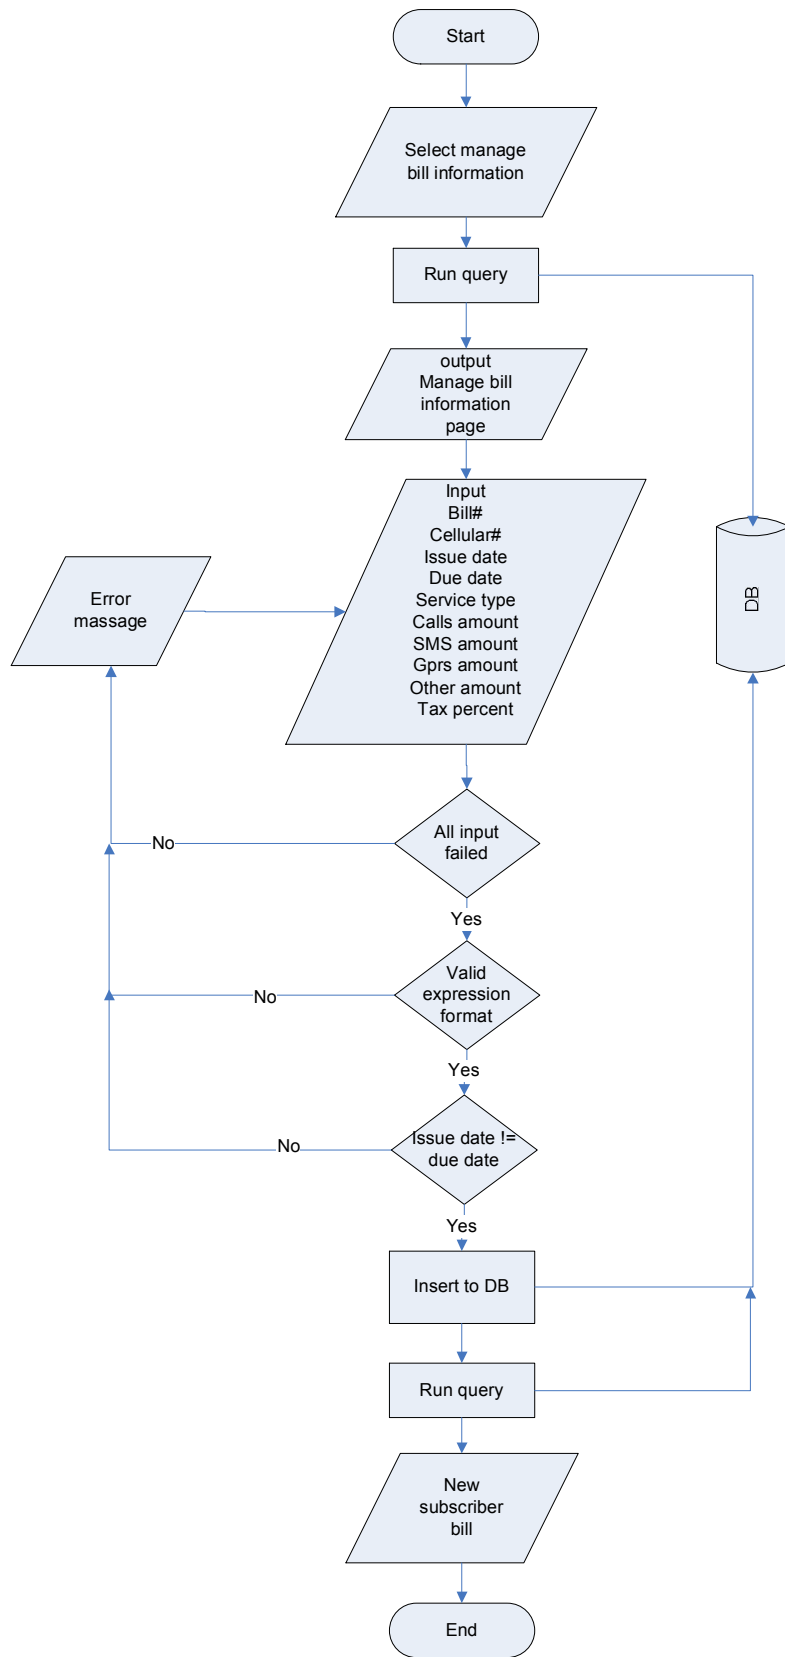 Start
Select manage
bill information
Run query
output
Manage bill
information
page
Input
Bill#
Cellular#
Issue date
Due date
Service type
Calls amount
SMS amount
Gprs amount
Other amount
Tax percent
Error
massage
DB
All input
failed
No
Yes
Valid
expression
format
No
Yes
Issue date !=
due date
No
Yes
Insert to DB
Run query
New
subscriber
bill
End